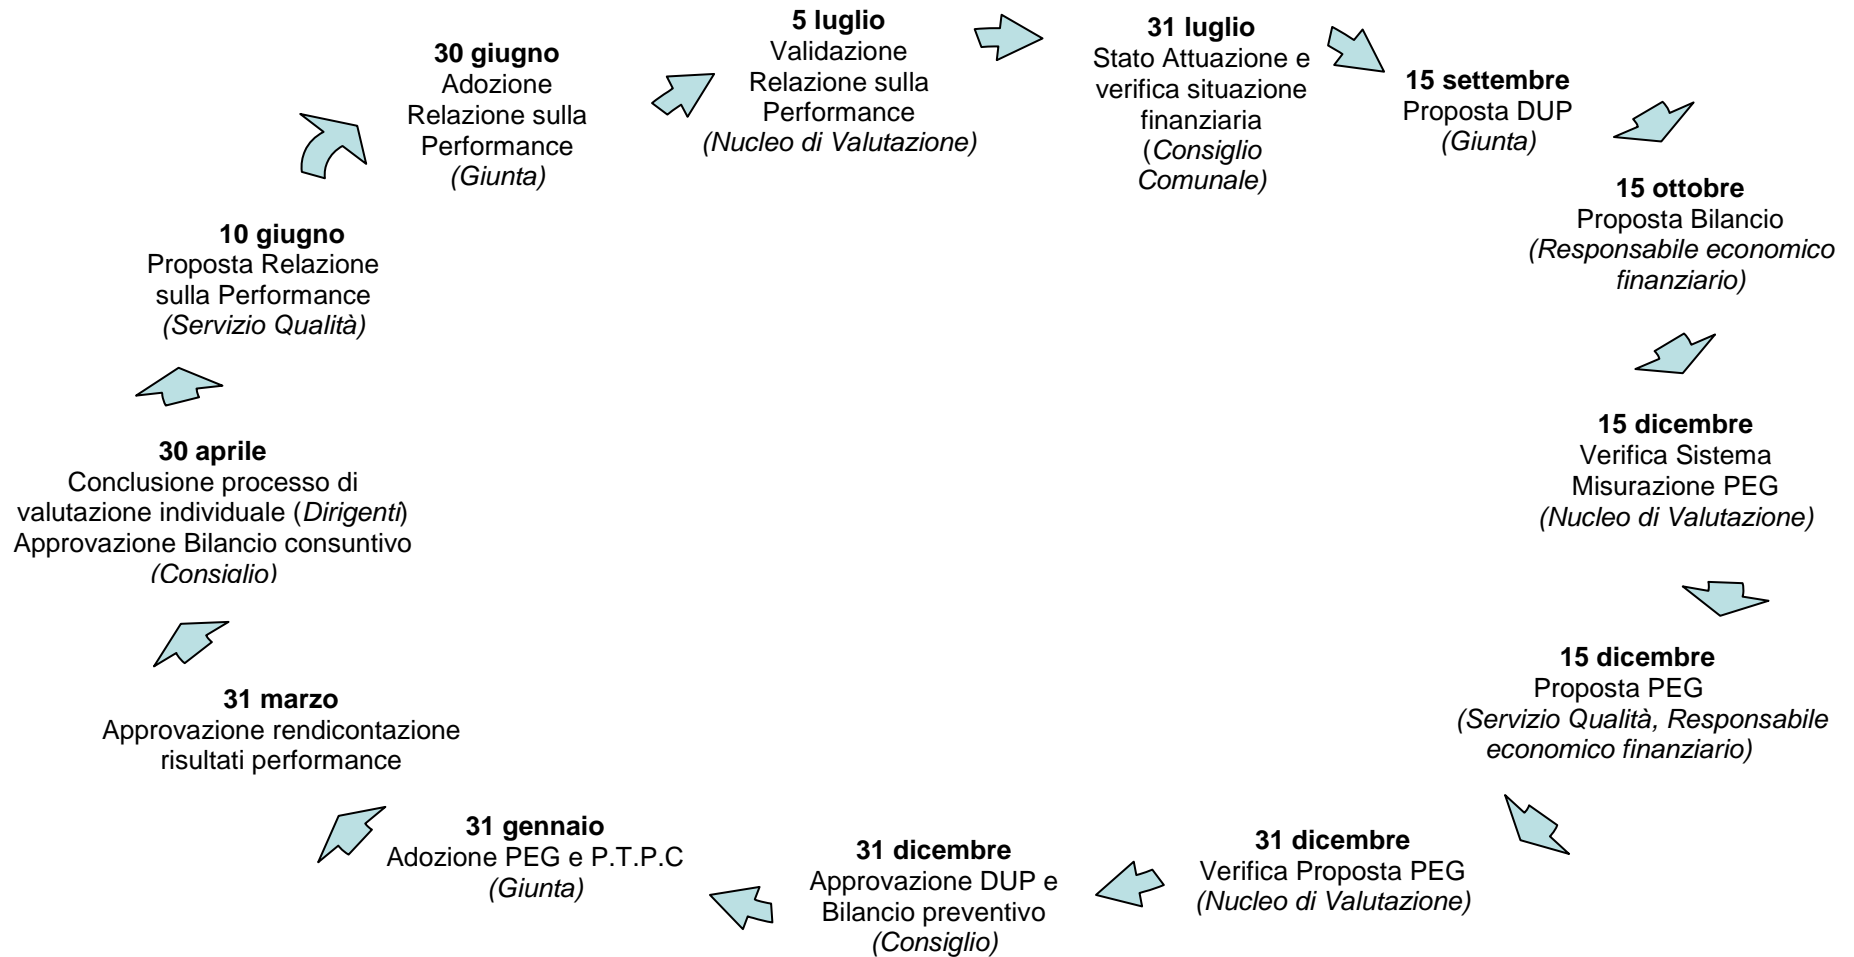 30 giugno
Adozione
Relazione sulla
Performance
(Giunta)
5 luglio
Validazione
Relazione sulla
Performance
(Nucleo di Valutazione)
31 luglio
Stato Attuazione e
verifica situazione
finanziaria
(Consiglio
Comunale)
15 settembre
Proposta DUP
(Giunta)
15 ottobre
Proposta Bilancio
(Responsabile economico
finanziario)
15 dicembre
Verifica Sistema
Misurazione PEG
(Nucleo di Valutazione)
15 dicembre
Proposta PEG
(Servizio Qualità, Responsabile
economico finanziario)
31 dicembre
Verifica Proposta PEG
(Nucleo di Valutazione)
31 dicembre
Approvazione DUP e
Bilancio preventivo
(Consiglio)
31 gennaio
Adozione PEG e P.T.P.C
(Giunta)
31 marzo
Approvazione rendicontazione
risultati performance
30 aprile
Conclusione processo di
valutazione individuale (Dirigenti)
Approvazione Bilancio consuntivo
(Consiglio)
10 giugno
Proposta Relazione
sulla Performance
(Servizio Qualità)